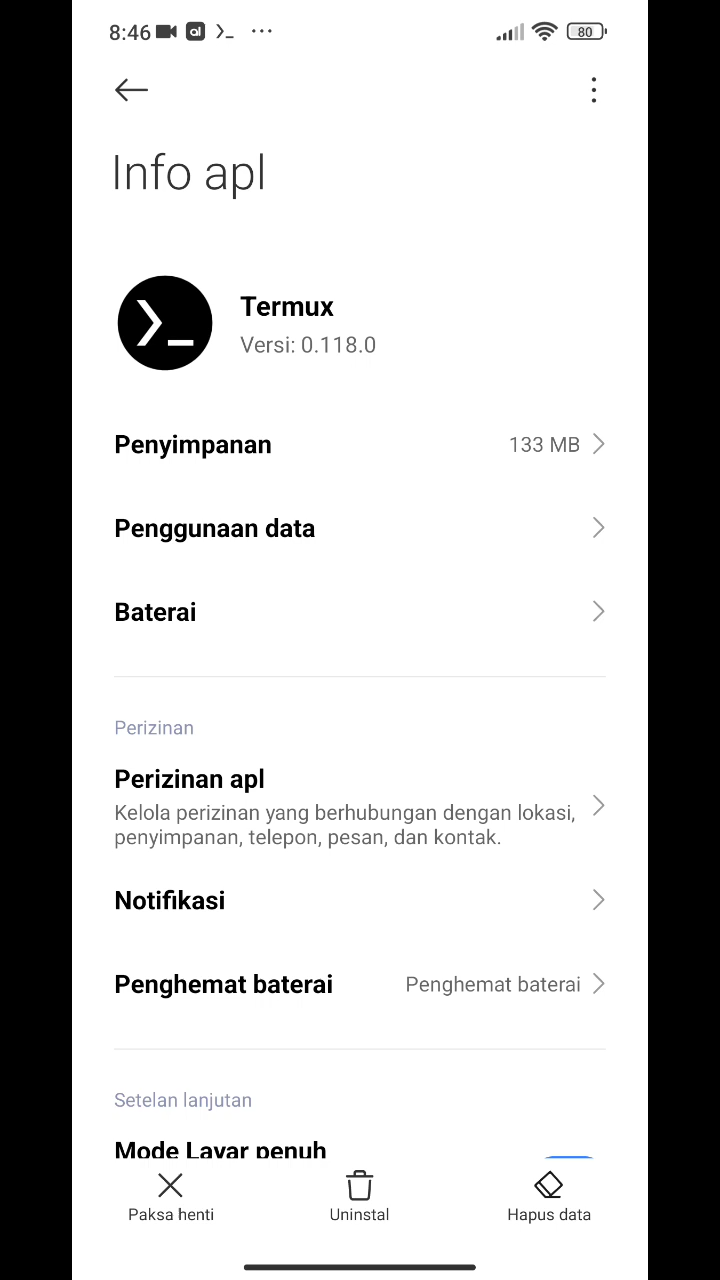 8:46
80
Info apl
Termux
Versi: 0.118.0
Penyimpanan 133 MB
Penggunaan data
Baterai
Perizinan
Perizinan apl
Kelola perizinan yang berhubungan dengan lokasi,
penyimpanan, telepon, pesan, dan kontak.
Notifikasi
Penghemat baterai Penghemat baterai
Setelan lanjutan
Mode Layar penuh
Paksa henti Uninstal Hapus data